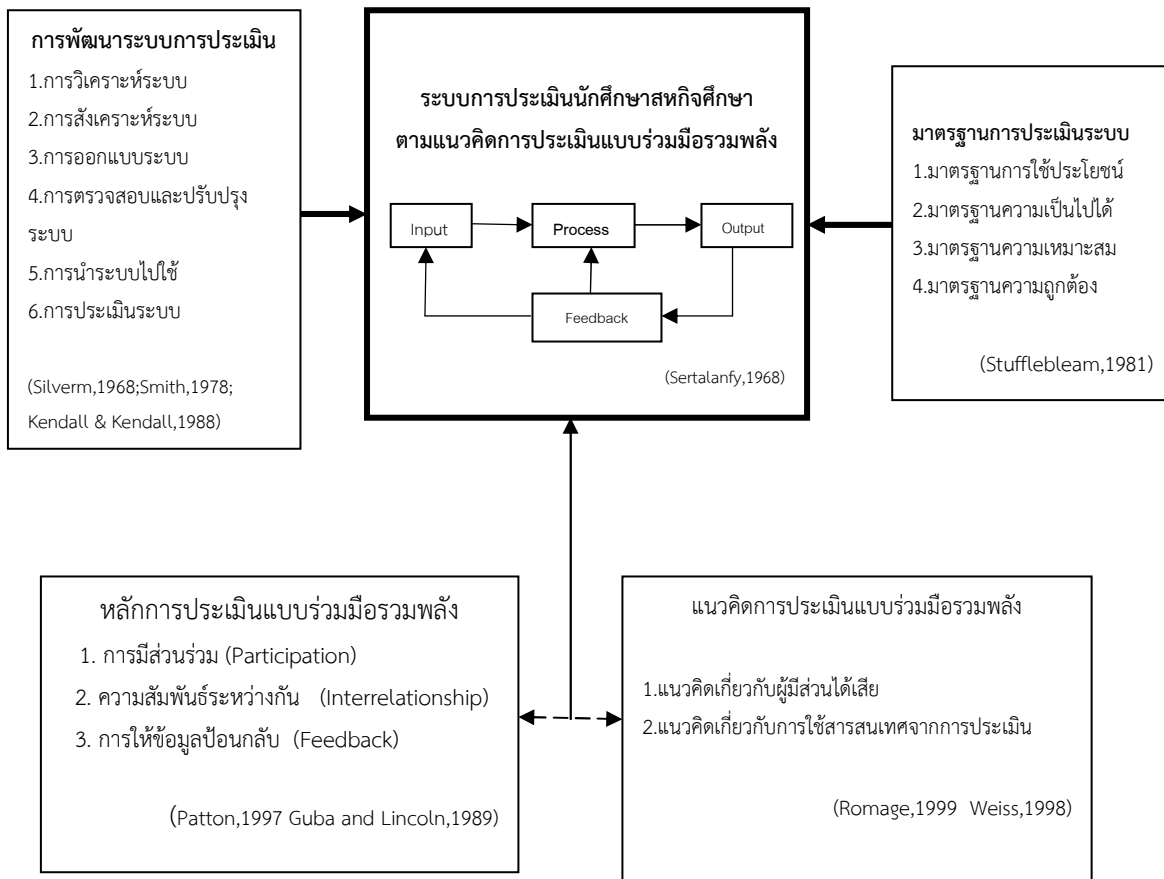 การพัฒนาระบบการประเมิน
1.การวิเคราะห์ระบบ
2.การสังเคราะห์ระบบ
3.การออกแบบระบบ
4.การตรวจสอบและปรับปรุง
ระบบ
5.การนำระบบไปใช้
6.การประเมินระบบ
(Silverm,1968;Smith,1978;
Kendall & Kendall,1988)
ระบบการประเมินนักศึกษาสหกิจศึกษา
ตามแนวคิดการประเมินแบบร่วมมือรวมพลัง
Input
Process
Output
Feedback
(Sertalanfy,1968)
มาตรฐานการประเมินระบบ
1.มาตรฐานการใช้ประโยชน์
2.มาตรฐานความเป็นไปได้
3.มาตรฐานความเหมาะสม
4.มาตรฐานความถูกต้อง
(Stufflebleam,1981)
หลักการประเมินแบบร่วมมือรวมพลัง
1. การมีส่วนร่วม (Participation)
2. ความสัมพันธ์ระหว่างกัน (Interrelationship)
3. การให้ข้อมูลป้อนกลับ (Feedback)
(Patton,1997 Guba and Lincoln,1989)
แนวคิดการประเมินแบบร่วมมือรวมพลัง
1.แนวคิดเกี่ยวกับผู้มีส่วนได้เสีย
2.แนวคิดเกี่ยวกับการใช้สารสนเทศจากการประเมิน
(Romage,1999 Weiss,1998)